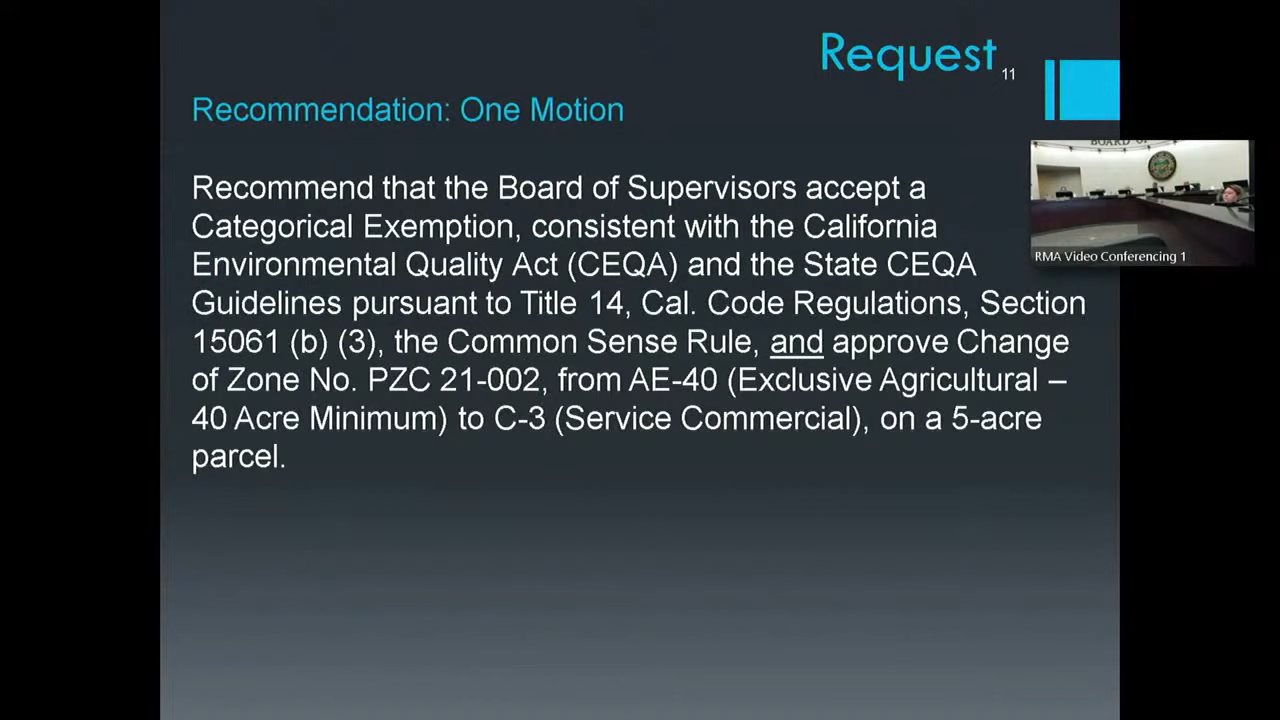 Request
11
Recommendation: One Motion
Recommend that the Board of Supervisors accept a
Categorical Exemption, consistent with the California
Environmental Quality Act (CEQA) and the State CEQA
Guidelines pursuant to Title 14, Cal. Code Regulations, Section
15061 (b) (3), the Common Sense Rule, and approve Change
of Zone No. PZC 21-002, from AE-40 (Exclusive Agricultural –
40 Acre Minimum) to C-3 (Service Commercial), on a 5-acre
parcel.
BOARD OF
RMA Video Conferencing 1